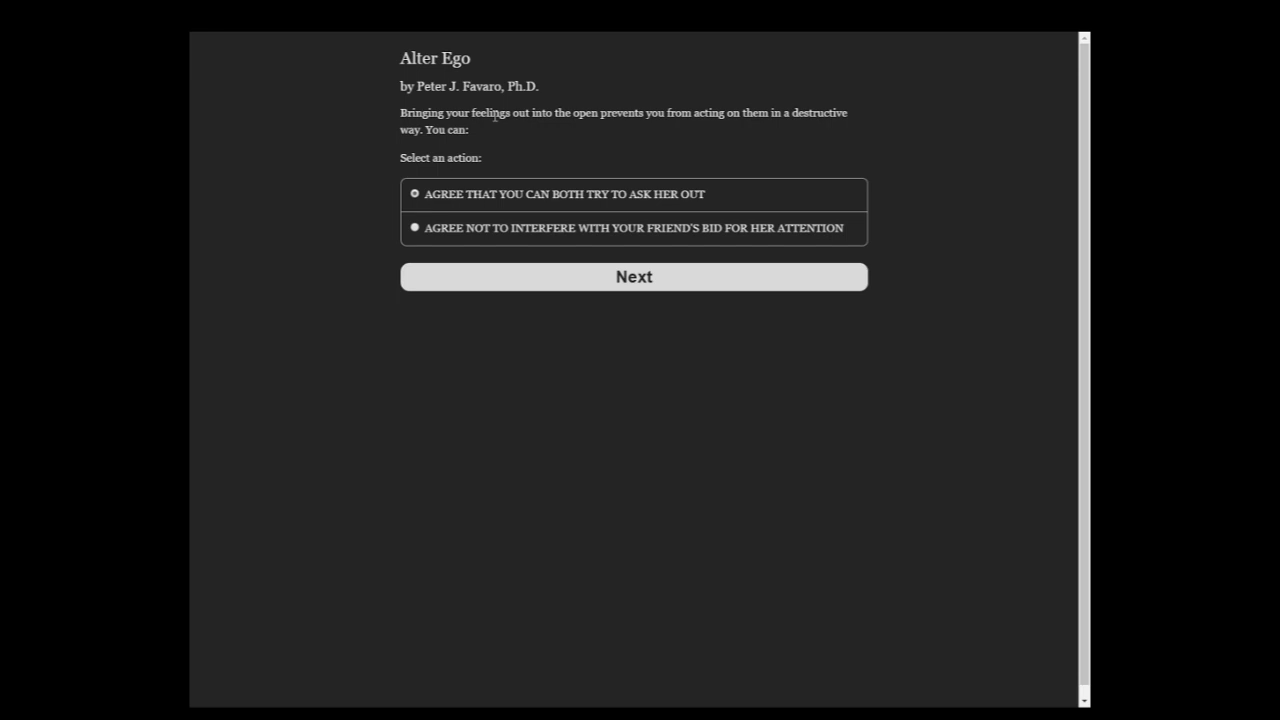 Alter Ego
by Peter J. Favaro, Ph.D.
Bringing your feelings out into the open prevents you from acting on them in a destructive
way. You can:
Select an action:
AGREE THAT YOU CAN BOTH TRY TO ASK HER OUT
AGREE NOT TO INTERFERE WITH YOUR FRIEND'S BID FOR HER ATTENTION
Next